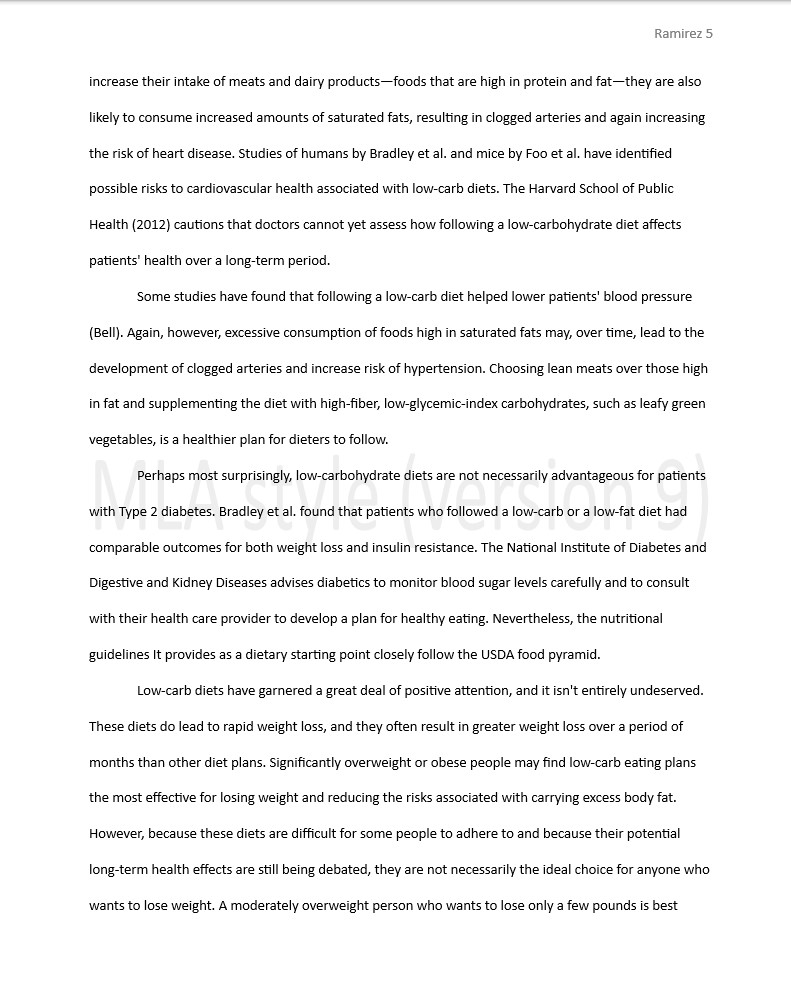 Ramirez 5
increase their intake of meats and dairy products—foods that are high in protein and fat—they are also
likely to consume increased amounts of saturated fats, resulting in clogged arteries and again increasing
the risk of heart disease. Studies of humans by Bradley et al. and mice by Foo et al. have identified
possible risks to cardiovascular health associated with low-carb diets. The Harvard School of Public
Health (2012) cautions that doctors cannot yet assess how following a low-carbohydrate diet affects
patients' health over a long-term period.
Some studies have found that following a low-carb diet helped lower patients' blood pressure
(Bell). Again, however, excessive consumption of foods high in saturated fats may, over time, lead to the
development of clogged arteries and increase risk of hypertension. Choosing lean meats over those high
in fat and supplementing the diet with high-fiber, low-glycemic-index carbohydrates, such as leafy green
vegetables, is a healthier plan for dieters to follow.
Perhaps most surprisingly, low-carbohydrate diets are not necessarily advantageous for patients
MLA style (version 9)
with Type 2 diabetes. Bradley et al. found that patients who followed a low-carb or a low-fat diet had
comparable outcomes for both weight loss and insulin resistance. The National Institute of Diabetes and
Digestive and Kidney Diseases advises diabetics to monitor blood sugar levels carefully and to consult
with their health care provider to develop a plan for healthy eating. Nevertheless, the nutritional
guidelines It provides as a dietary starting point closely follow the USDA food pyramid.
Low-carb diets have garnered a great deal of positive attention, and it isn't entirely undeserved.
These diets do lead to rapid weight loss, and they often result in greater weight loss over a period of
months than other diet plans. Significantly overweight or obese people may find low-carb eating plans
the most effective for losing weight and reducing the risks associated with carrying excess body fat.
However, because these diets are difficult for some people to adhere to and because their potential
long-term health effects are still being debated, they are not necessarily the ideal choice for anyone who
wants to lose weight. A moderately overweight person who wants to lose only a few pounds is best